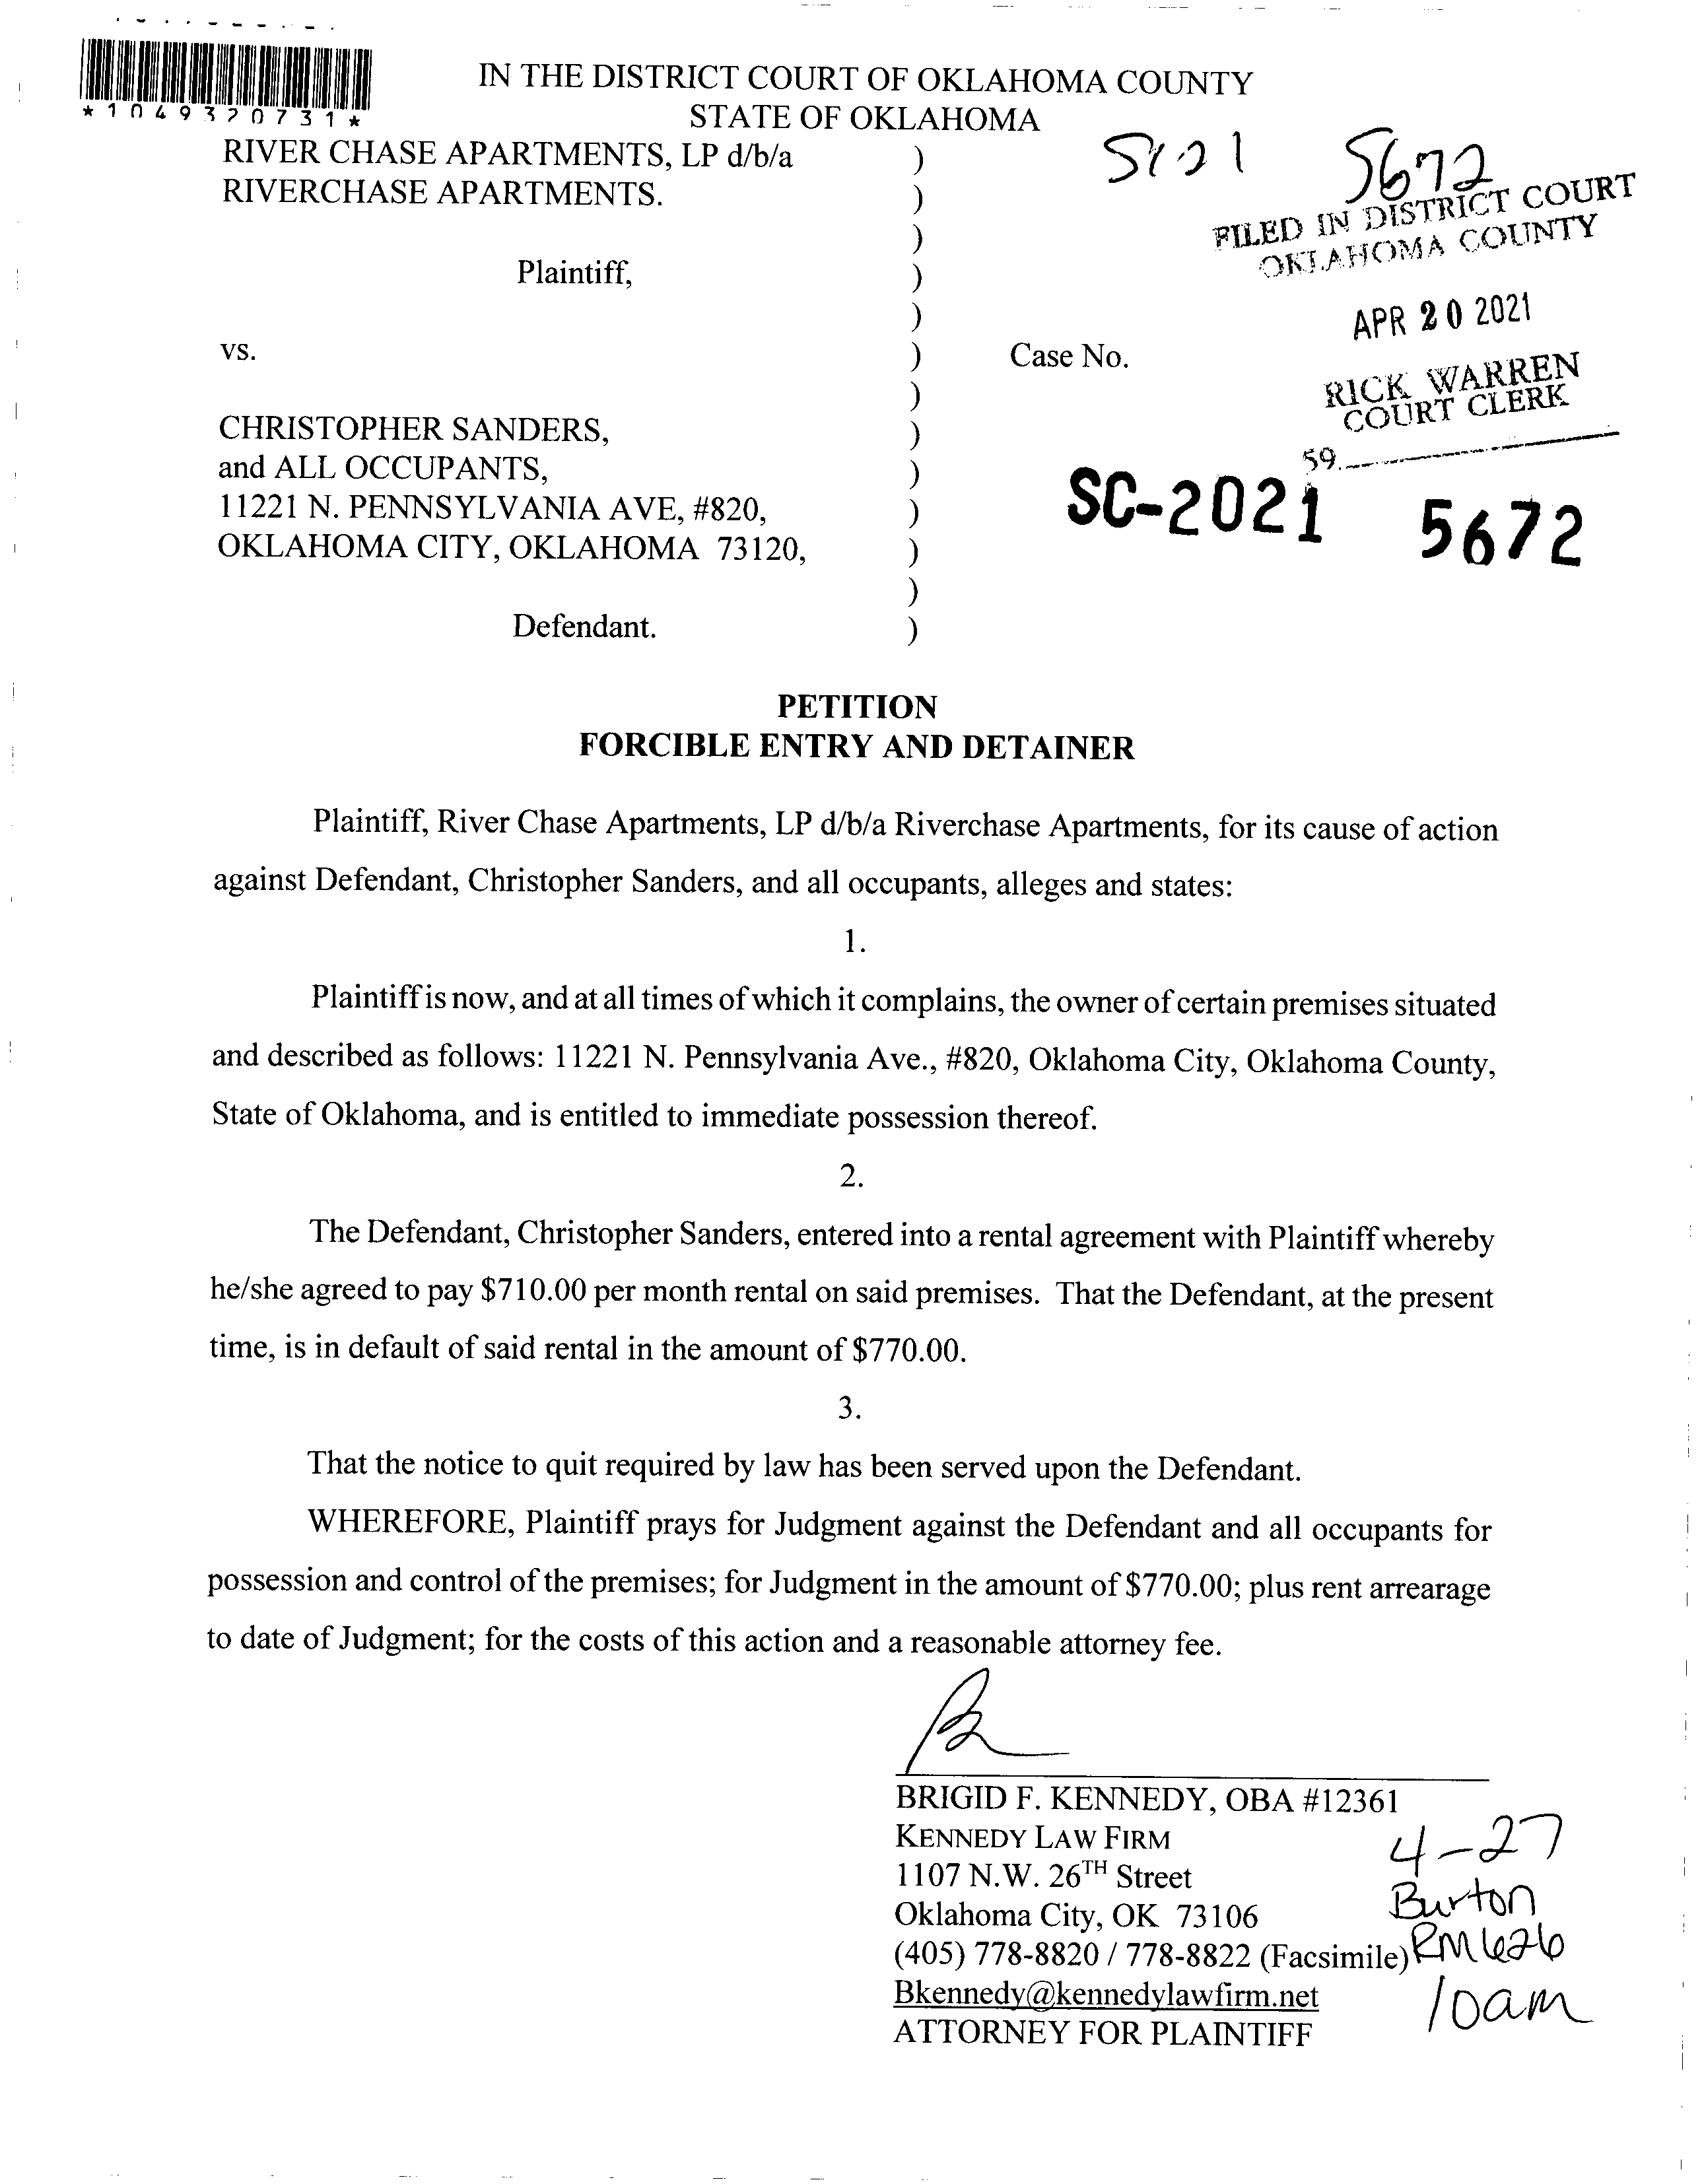 IN THE DISTRICT COURT OF OKLAHOMA COUNTY
*1049320731*
STATE OF OKLAHOMA
RIVER CHASE APARTMENTS, LP d/b/a )
RIVERCHASE APARTMENTS. )
5672
FILED IN DISTRICT COURT
OKLAHOMA COUNTY
)
Plaintiff, )
)
APR 20 2021
vs. ) Case No.
RICK WARREN
COURT CLERK
)
CHRISTOPHER SANDERS, )
59.
and ALL OCCUPANTS, )
11221 N. PENNSYLVANIA AVE, #820, )
SC-2021 5672
OKLAHOMA CITY, OKLAHOMA 73120, )
)
Defendant. )
PETITION
FORCIBLE ENTRY AND DETAINER
Plaintiff, River Chase Apartments, LP d/b/a Riverchase Apartments, for its cause of action
against Defendant, Christopher Sanders, and all occupants, alleges and states:
1.
Plaintiff is now, and at all times of which it complains, the owner of certain premises situated
and described as follows: 11221 N. Pennsylvania Ave., #820, Oklahoma City, Oklahoma County,
State of Oklahoma, and is entitled to immediate possession thereof.
2.
The Defendant, Christopher Sanders, entered into a rental agreement with Plaintiff whereby
he/she agreed to pay $710.00 per month rental on said premises. That the Defendant, at the present
time, is in default of said rental in the amount of $770.00.
3.
That the notice to quit required by law has been served upon the Defendant.
WHEREFORE, Plaintiff prays for Judgment against the Defendant and all occupants for
possession and control of the premises; for Judgment in the amount of $770.00; plus rent arrearage
to date of Judgment; for the costs of this action and a reasonable attorney fee.
BRIGID F. KENNEDY, OBA #12361
KENNEDY LAW FIRM
1107 N.W. 26TH Street
Oklahoma City, OK 73106
(405) 778-8820 / 778-8822 (Facsimile)
Bkennedy@kennedylawfirm.net
ATTORNEY FOR PLAINTIFF
4-27
Burton
RM 626
10am